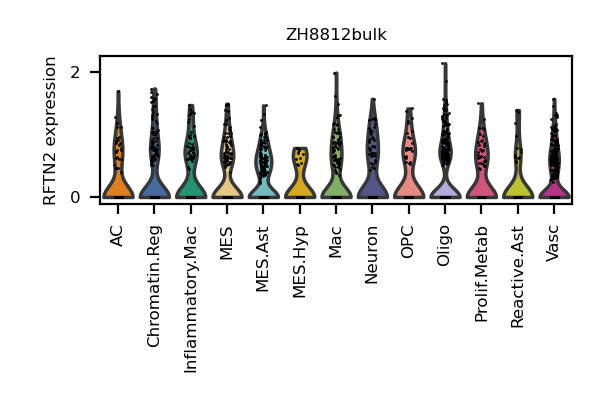 ZH8812bulk
RFTN2 expression
2
0
AC
Chromatin.Reg
Inflammatory.Mac
MES
MES.Ast
MES.Hyp
Mac
Neuron
OPC
Oligo
Prolif.Metab
Reactive.Ast
Vasc